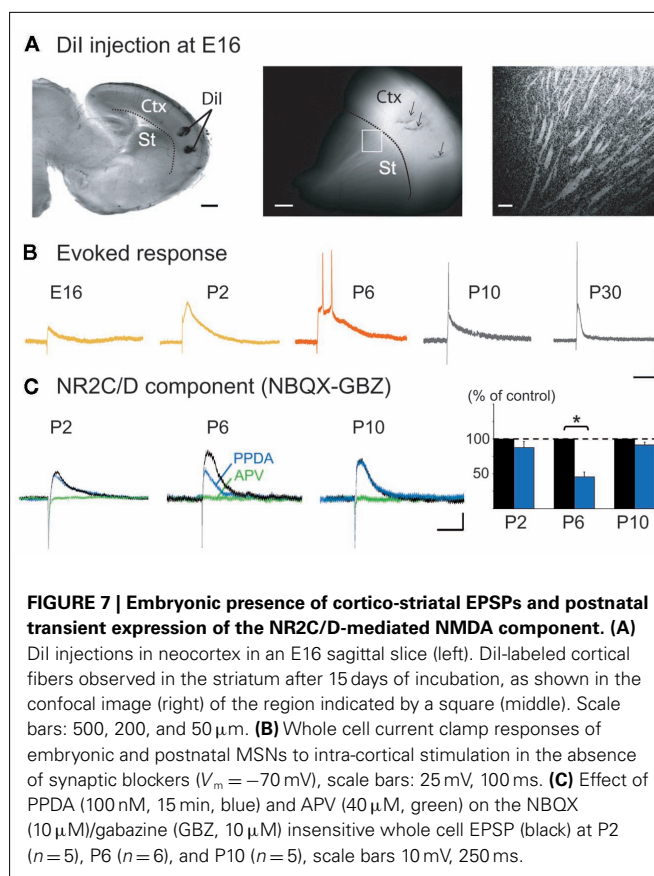 A DiI injection at E16
Ctx
DiI
St
Ctx
St
B Evoked response
E16
P2
P6
P10
P30
C NR2C/D component (NBQX-GBZ)
P2
P6
P10
PPDA
APV
(% of control)
*
100
50
P2
P6
P10
FIGURE 7 | Embryonic presence of cortico-striatal EPSPs and postnatal
transient expression of the NR2C/D-mediated NMDA component. (A)
DiI injections in neocortex in an E16 sagittal slice (left). DiI-labeled cortical
fibers observed in the striatum after 15 days of incubation, as shown in the
confocal image (right) of the region indicated by a square (middle). Scale
bars: 500, 200, and 50 μm. (B) Whole cell current clamp responses of
embryonic and postnatal MSNs to intra-cortical stimulation in the absence
of synaptic blockers (Vm = −70 mV), scale bars: 25 mV, 100 ms. (C) Effect of
PPDA (100 nM, 15 min, blue) and APV (40 μM, green) on the NBQX
(10 μM)/gabazine (GBZ, 10 μM) insensitive whole cell EPSP (black) at P2
(n = 5), P6 (n = 6), and P10 (n = 5), scale bars 10 mV, 250 ms.